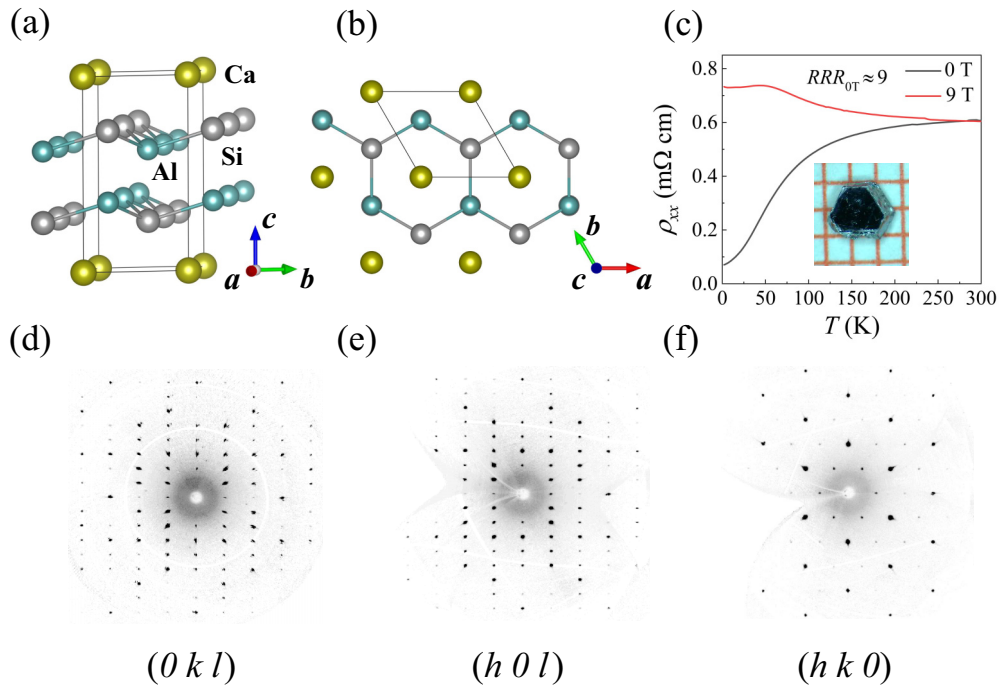 (a)
Ca
Al
Si
c
a
b
(b)
b
c
a
(c)
RRR0T≈9
0 T
9 T
0.8
0.6
0.4
0.2
0.0
ρxx (mΩ cm)
0
50
100
150
200
250
300
T (K)
(d)
(e)
(f)
(0 k l)
(h 0 l)
(h k 0)